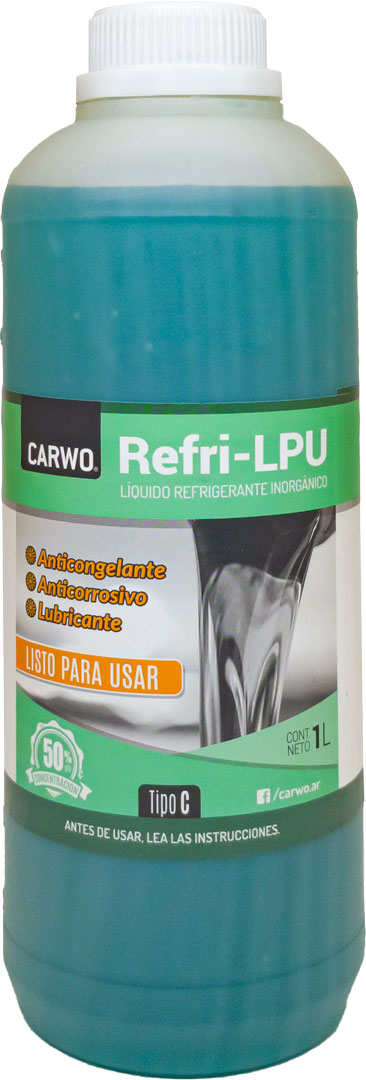 CARWO®
Refri-LPU
LÍQUIDO REFRIGERANTE INORGÁNICO
Anticongelante
Anticorrosivo
Lubricante
LISTO PARA USAR
50%
CONCENTRACIÓN
CONT.
NETO 1L
Tipo C
/carwo.ar
ANTES DE USAR, LEA LAS INSTRUCCIONES.